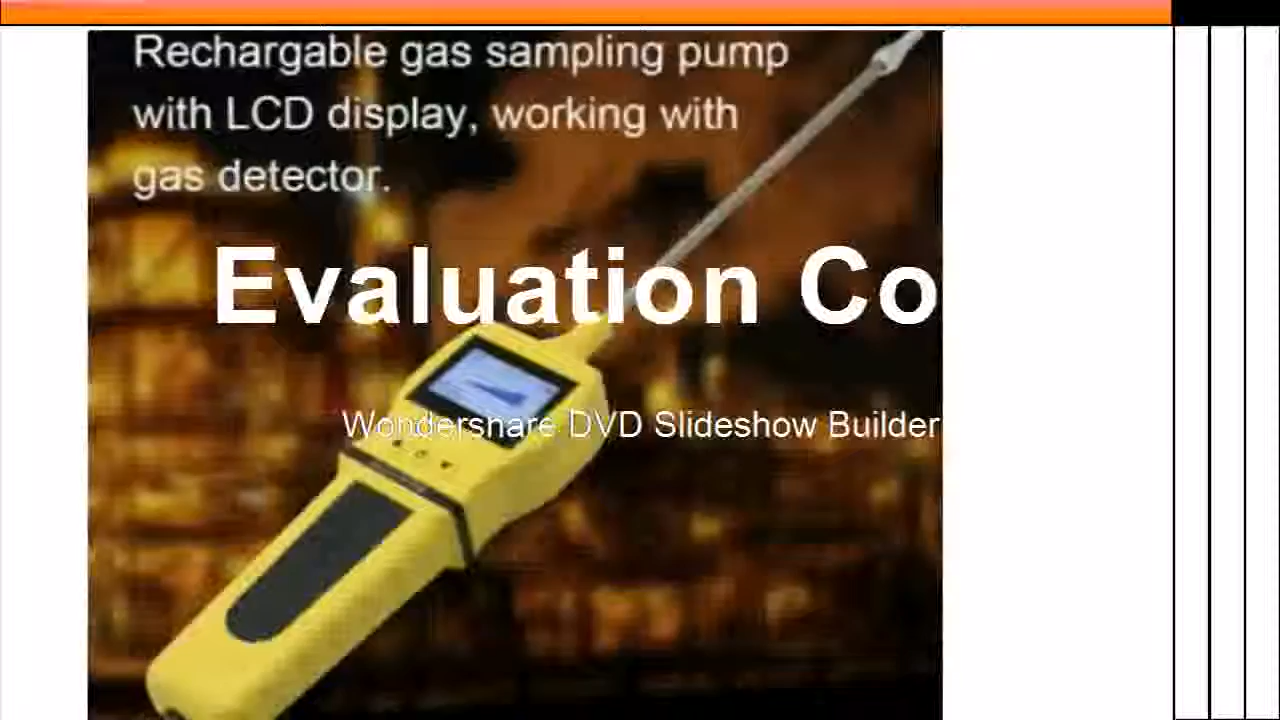 Rechargable gas sampling pump
with LCD display, working with
gas detector.
Evaluation Co
Wondershare DVD Slideshow Builder